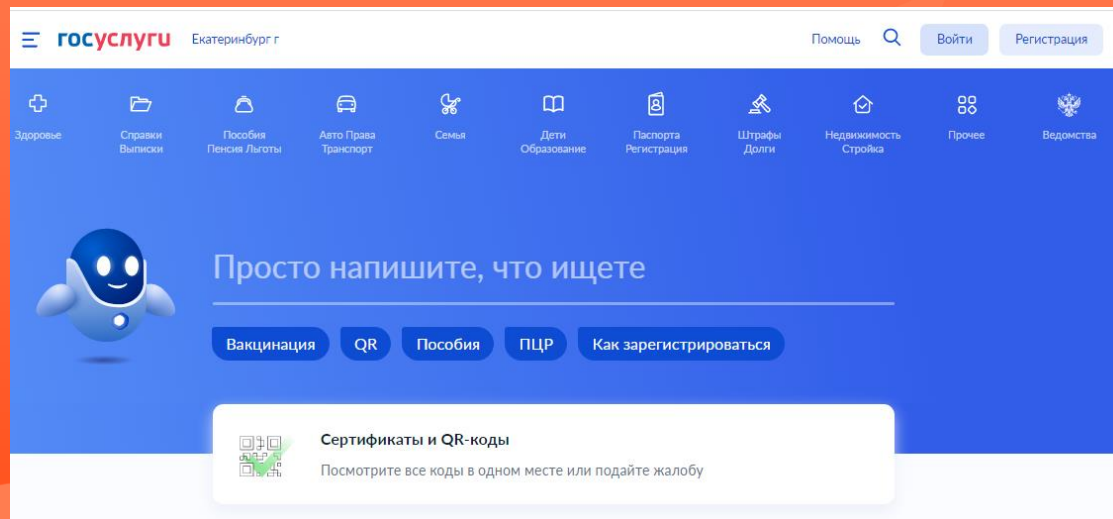 госуслуги Екатеринбург г Помощь Войти Регистрация
Здоровье
Справки
Выписки
Пособия
Пенсия Льготы
Авто Права
Транспорт
Семья
Дети
Образование
Паспорта
Регистрация
Штрафы
Долги
Недвижимость
Стройка
Прочее
Ведомства
Просто напишите, что ищете
Вакцинация QR Пособия ПЦР Как зарегистрироваться
Сертификаты и QR-коды
Посмотрите все коды в одном месте или подайте жалобу